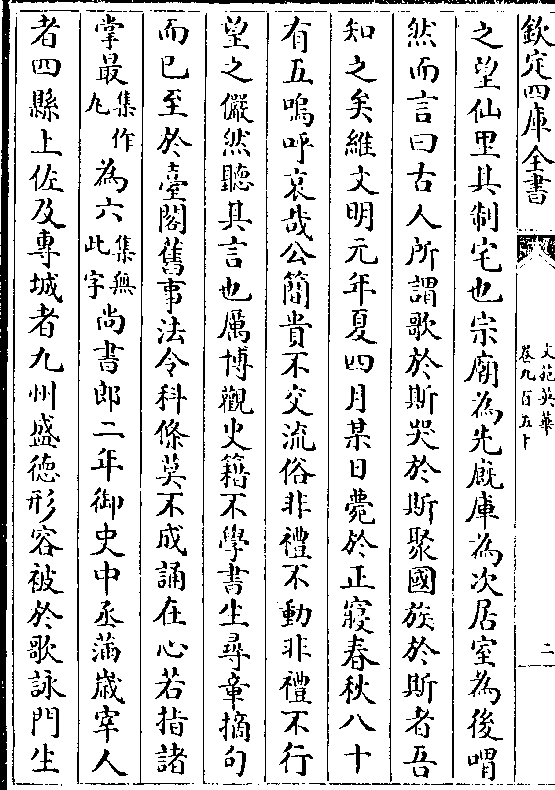 欽定四庫全書
文苑英華
卷九百五十
二
之望仙里其制宅也宗廟為先廐庫為次居室為後喟
然而言曰古人所謂歌於斯哭於斯聚國族於斯者吾
知之矣維文明元年夏四月某日薨於正寢春秋八十
有五嗚呼哀哉公簡貴不交流俗非禮不動非禮不行
望之儼然聽其言也厲博觀史籍不學書生尋章摘句
而已至於臺閣舊事法令科條莫不成誦在心若指諸
掌最集作九為六集無此字尚書郎二年御史中丞滿歲宰人
者四縣上佐及專城者九州盛德形容被於歌詠門生